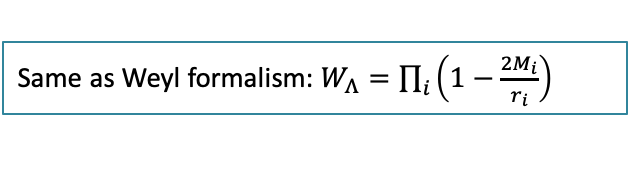 Same as Weyl formalism: W_Λ = ∏_i (1 − 2M_i/r_i)